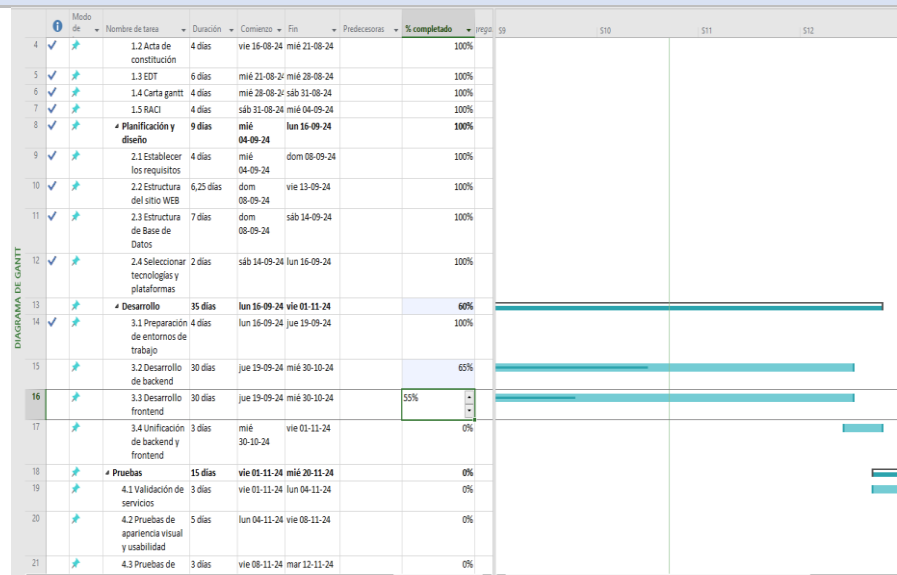 Modo
de Nombre de tarea Duración Comienzo Fin Predecesoras % completado S9 S10 S11 S12
4 1.2 Acta de 4 días vie 16-08-24 mié 21-08-24 100%
constitución
5 1.3 EDT 6 días mié 21-08-24 mié 28-08-24 100%
6 1.4 Carta gantt 4 días mié 28-08-24 sáb 31-08-24 100%
7 1.5 RACI 4 días sáb 31-08-24 mié 04-09-24 100%
8 Planificación y 9 días mié lun 16-09-24 100%
diseño 04-09-24
9 2.1 Establecer 4 días mié dom 08-09-24 100%
los requisitos 04-09-24
10 2.2 Estructura 6,25 días dom vie 13-09-24 100%
del sitio WEB 08-09-24
11 2.3 Estructura 7 días dom sáb 14-09-24 100%
de Base de 08-09-24
Datos
12 2.4 Seleccionar 2 días sáb 14-09-24 lun 16-09-24 100%
tecnologías y
plataformas
DIAGRAMA DE GANTT
13 Desarrollo 35 días lun 16-09-24 vie 01-11-24 60%
14 3.1 Preparación 4 días lun 16-09-24 jue 19-09-24 100%
de entornos de
trabajo
15 3.2 Desarrollo 30 días jue 19-09-24 mié 30-10-24 65%
de backend
16 3.3 Desarrollo 30 días jue 19-09-24 mié 30-10-24 55%
frontend
17 3.4 Unificación 3 días mié vie 01-11-24 0%
de backend y 30-10-24
frontend
18 Pruebas 15 días vie 01-11-24 mié 20-11-24 0%
19 4.1 Validación de 3 días vie 01-11-24 lun 04-11-24 0%
servicios
20 4.2 Pruebas de 5 días lun 04-11-24 vie 08-11-24 0%
apariencia visual
y usabilidad
21 4.3 Pruebas de 3 días vie 08-11-24 mar 12-11-24 0%